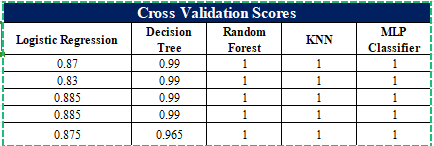 Cross Validation Scores
Logistic Regression Decision Tree Random Forest KNN MLP Classifier
0.87 0.99 1 1 1
0.83 0.99 1 1 1
0.885 0.99 1 1 1
0.885 0.99 1 1 1
0.875 0.965 1 1 1